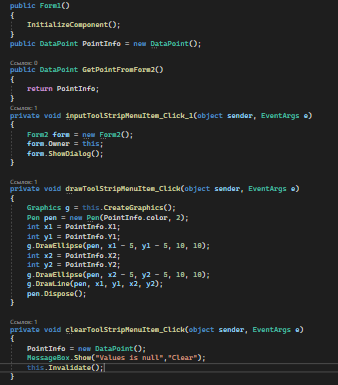 public Form1()
{
InitializeComponent();
}
public DataPoint PointInfo = new DataPoint();
Ссылок: 0
public DataPoint GetPointFromForm2()
{
return PointInfo;
}
Ссылок: 1
private void inputToolStripMenuItem_Click_1(object sender, EventArgs e)
{
Form2 form = new Form2();
form.Owner = this;
form.ShowDialog();
}
Ссылок: 1
private void drawToolStripMenuItem_Click(object sender, EventArgs e)
{
Graphics g = this.CreateGraphics();
Pen pen = new Pen(PointInfo.color, 2);
int x1 = PointInfo.X1;
int y1 = PointInfo.Y1;
g.DrawEllipse(pen, x1 - 5, y1 - 5, 10, 10);
int x2 = PointInfo.X2;
int y2 = PointInfo.Y2;
g.DrawEllipse(pen, x2 - 5, y2 - 5, 10, 10);
g.DrawLine(pen, x1, y1, x2, y2);
pen.Dispose();
}
Ссылок: 1
private void clearToolStripMenuItem_Click(object sender, EventArgs e)
{
PointInfo = new DataPoint();
MessageBox.Show("Values is null","Clear");
this.Invalidate();
}